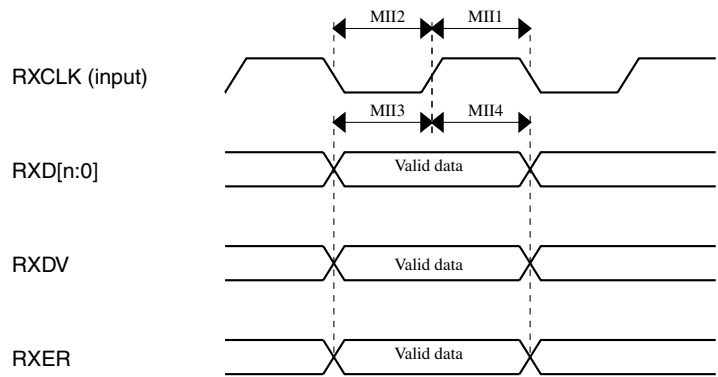 MII2 MII1
RXCLK (input)
MII3 MII4
RXD[n:0] Valid data
RXDV Valid data
RXER Valid data